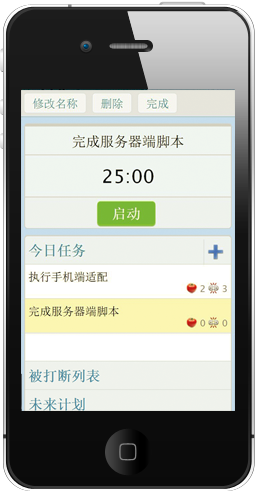 修改名称 删除 完成
完成服务器端脚本
25:00
启动
今日任务
执行手机端适配
2 3
完成服务器端脚本
0 0
被打断列表
未来计划